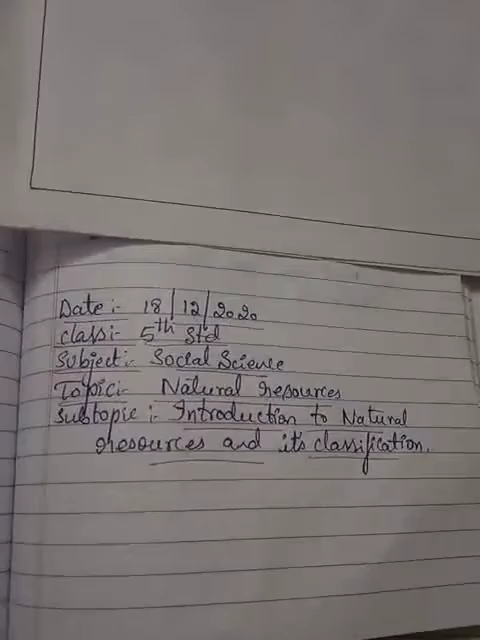 Date :- 18/12/2020
Class:- 5th Std
Subject:- Social Science
Topic:- Natural resources
Subtopic :- Introduction to Natural
resources and it's classification.